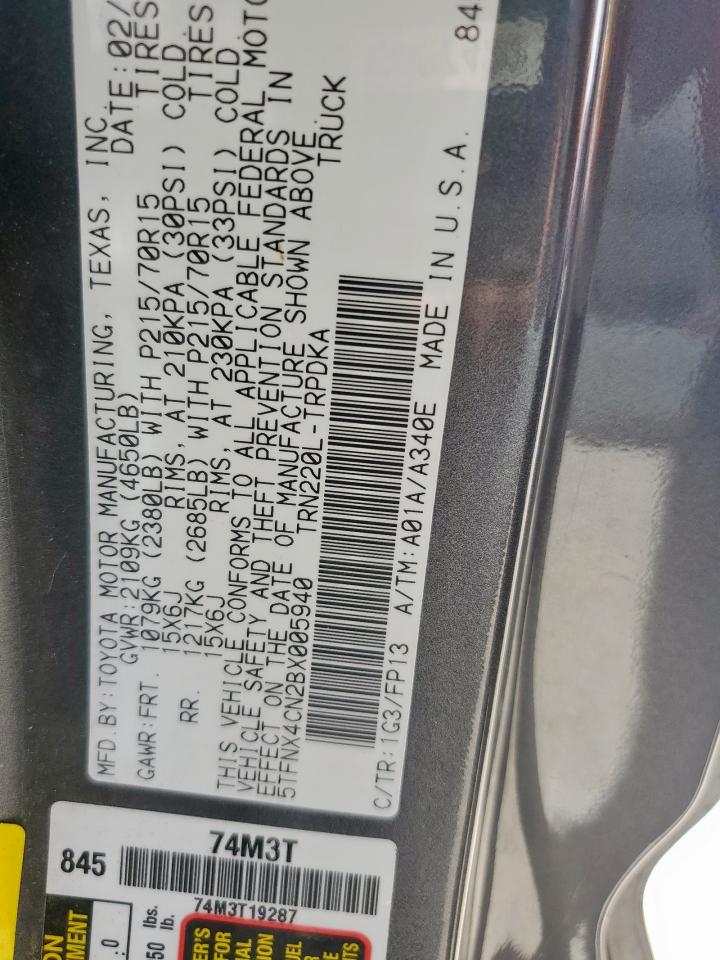 MFD.BY:TOYOTA MOTOR MANUFACTURING, TEXAS, INC
DATE:02/
GVWR:2109KG (4650LB)
GAWR:FRT. 1079KG (2380LB) WITH P215/70R15 TIRES
15X6J RIMS, AT 210KPA (30PSI) COLD
RR. 1217KG (2685LB) WITH P215/70R15 TIRES
15X6J RIMS, AT 230KPA (33PSI) COLD
THIS VEHICLE CONFORMS TO ALL APPLICABLE FEDERAL MOTO
VEHICLE SAFETY AND THEFT PREVENTION STANDARDS IN
EFFECT ON THE DATE OF MANUFACTURE SHOWN ABOVE
5TFNX4CN2BX005940 TRN220L-TRPDKA TRUCK
C/TR:1G3/FP13 A/TM:A01A/A340E MADE IN U.S.A. 84
74M3T
845
74M3T19287
lbs.
50 lb.